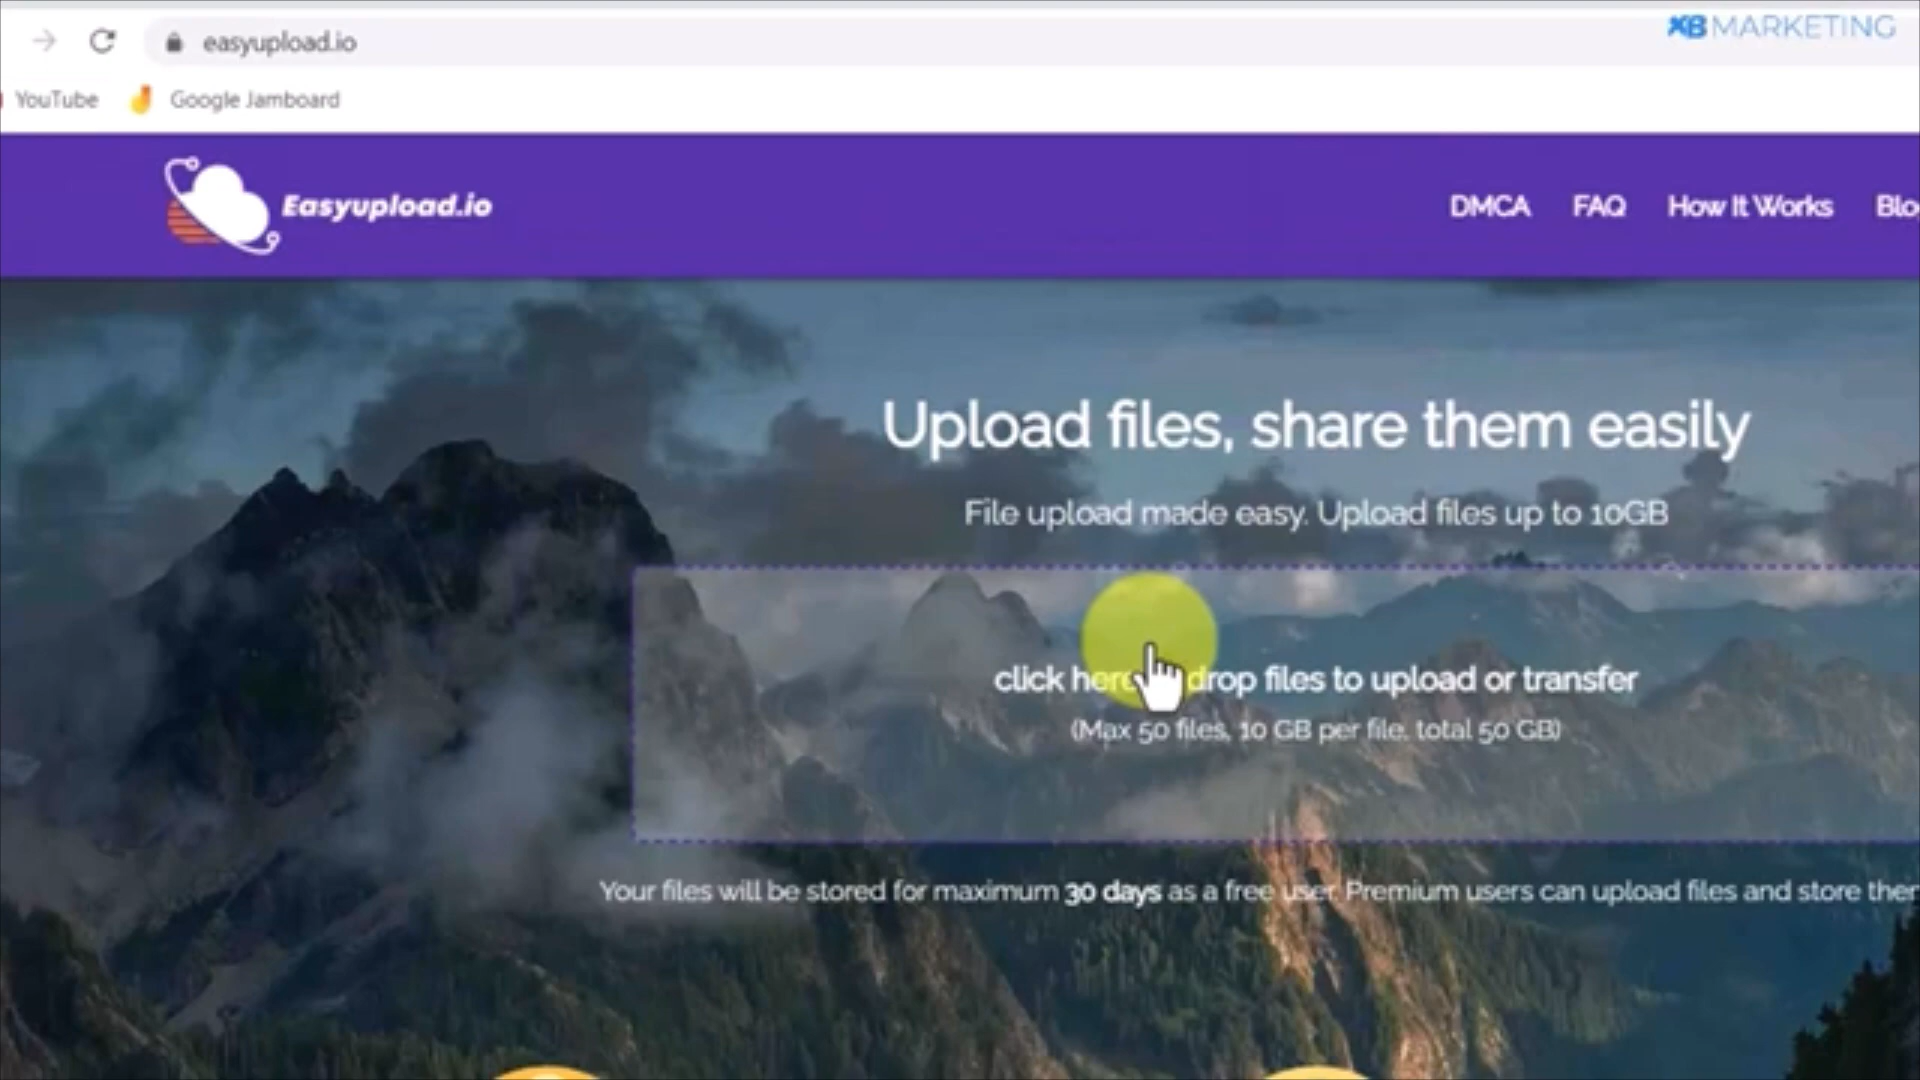 easyupload.io
XB MARKETING
YouTube
Google Jamboard
Easyupload.io
DMCA
FAQ
How It Works
Upload files, share them easily
File upload made easy. Upload files up to 10GB
click here drop files to upload or transfer
(Max 50 files, 10 GB per file, total 50 GB)
Your files will be stored for maximum 30 days as a free user. Premium users can upload files and store